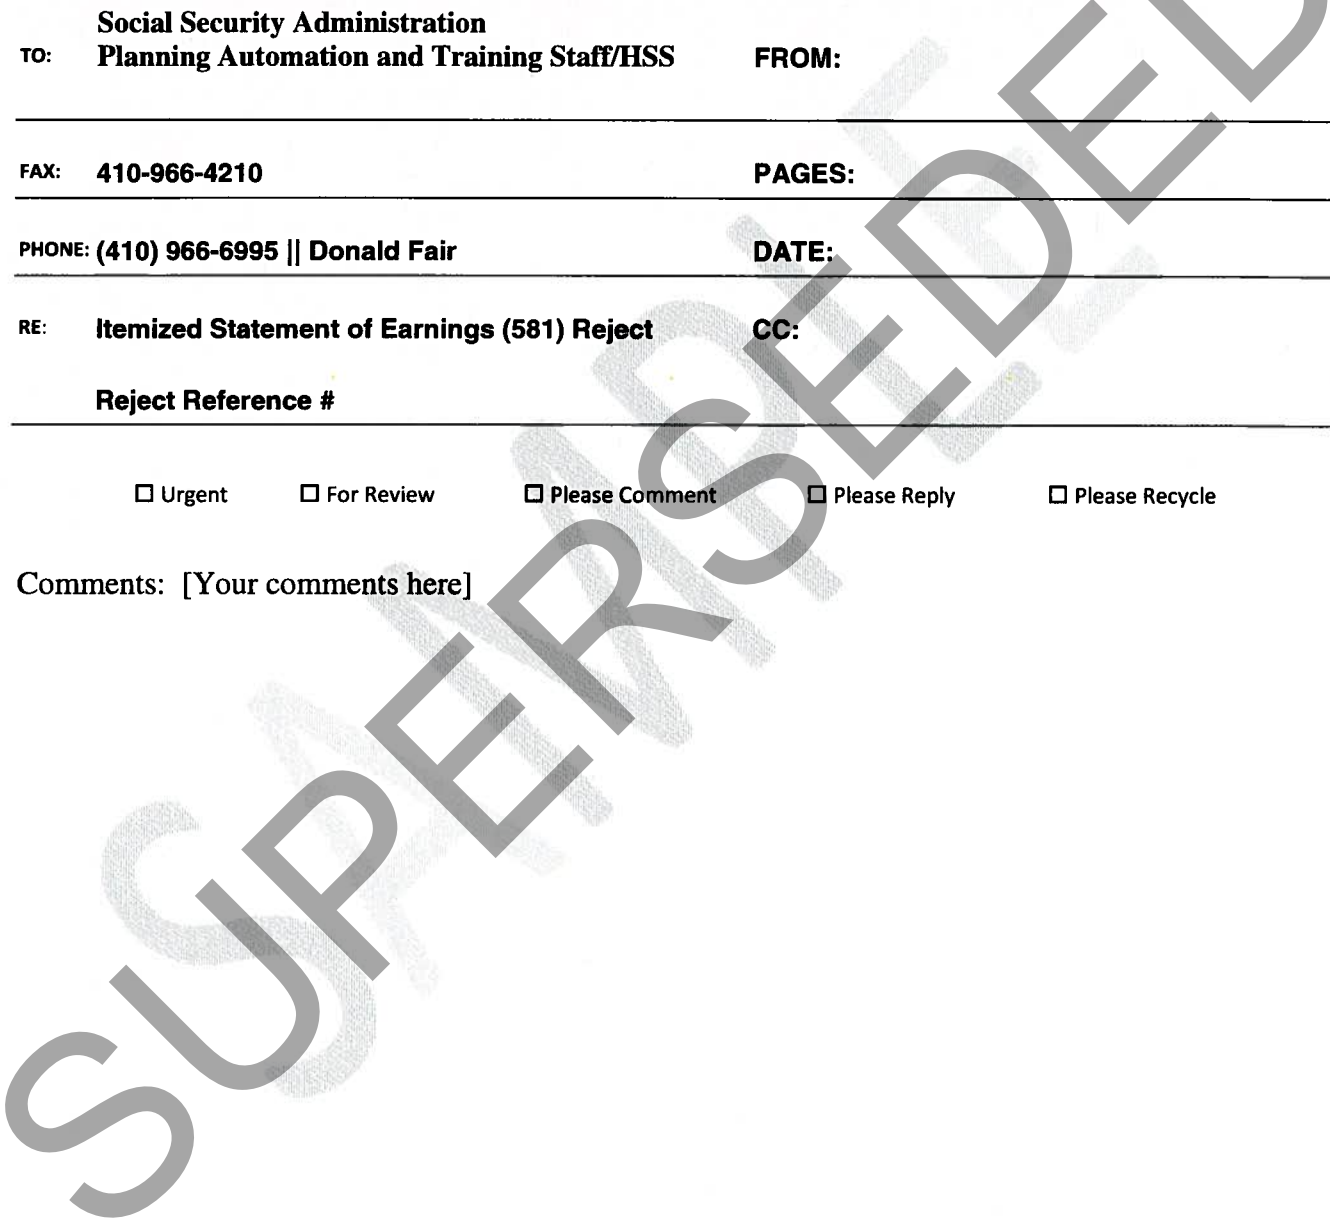 Social Security Administration
TO: Planning Automation and Training Staff/HSS FROM:
FAX: 410-966-4210 PAGES:
PHONE: (410) 966-6995 || Donald Fair DATE:
RE: Itemized Statement of Earnings (581) Reject CC:
Reject Reference #
☐ Urgent ☐ For Review ☐ Please Comment ☐ Please Reply ☐ Please Recycle
Comments: [Your comments here]
SAMPLE
SUPERSEDED